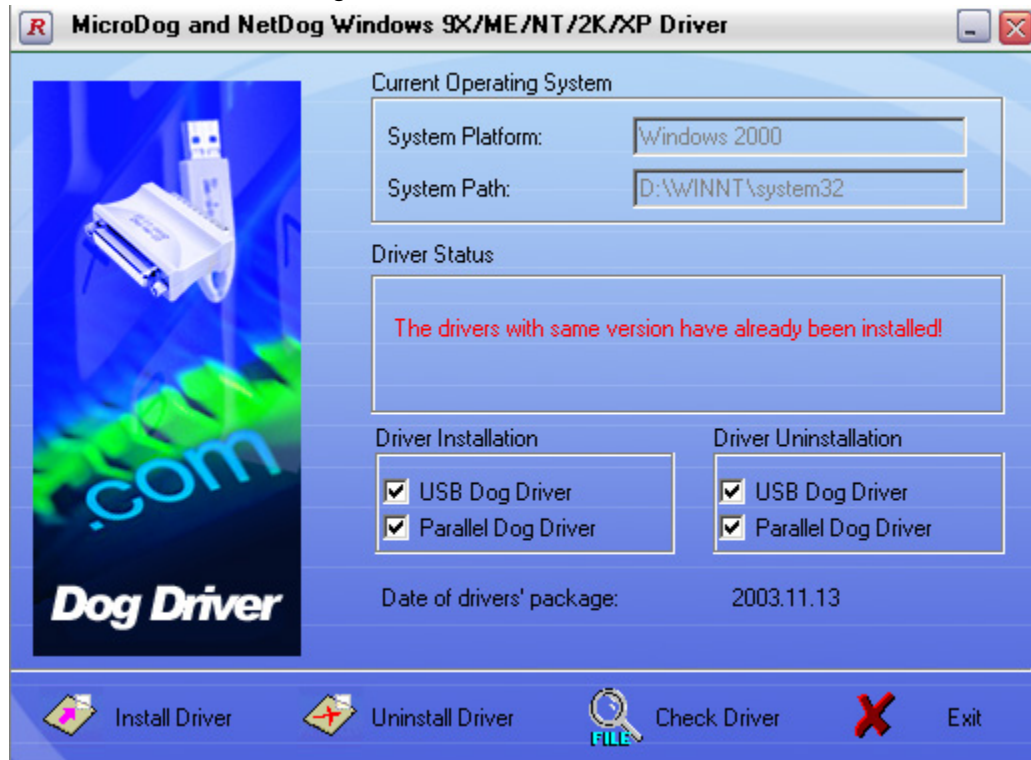 R MicroDog and NetDog Windows 9X/ME/NT/2K/XP Driver
Current Operating System
System Platform: Windows 2000
System Path: D:\WINNT\system32
Driver Status
The drivers with same version have already been installed!
Driver Installation Driver Uninstallation
USB Dog Driver USB Dog Driver
Parallel Dog Driver Parallel Dog Driver
.com
Dog Driver
Date of drivers' package: 2003.11.13
Install Driver Uninstall Driver FILE Check Driver Exit